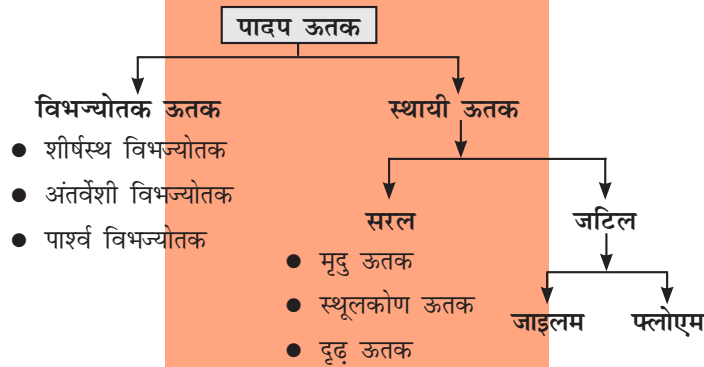 पादप ऊतक
विभज्योतक ऊतक
● शीर्षस्थ विभज्योतक
● अंतर्वेशी विभज्योतक
● पार्श्व विभज्योतक
स्थायी ऊतक
सरल
● मृदु ऊतक
● स्थूलकोण ऊतक
● दृढ़ ऊतक
जटिल
जाइलम
फ्लोएम